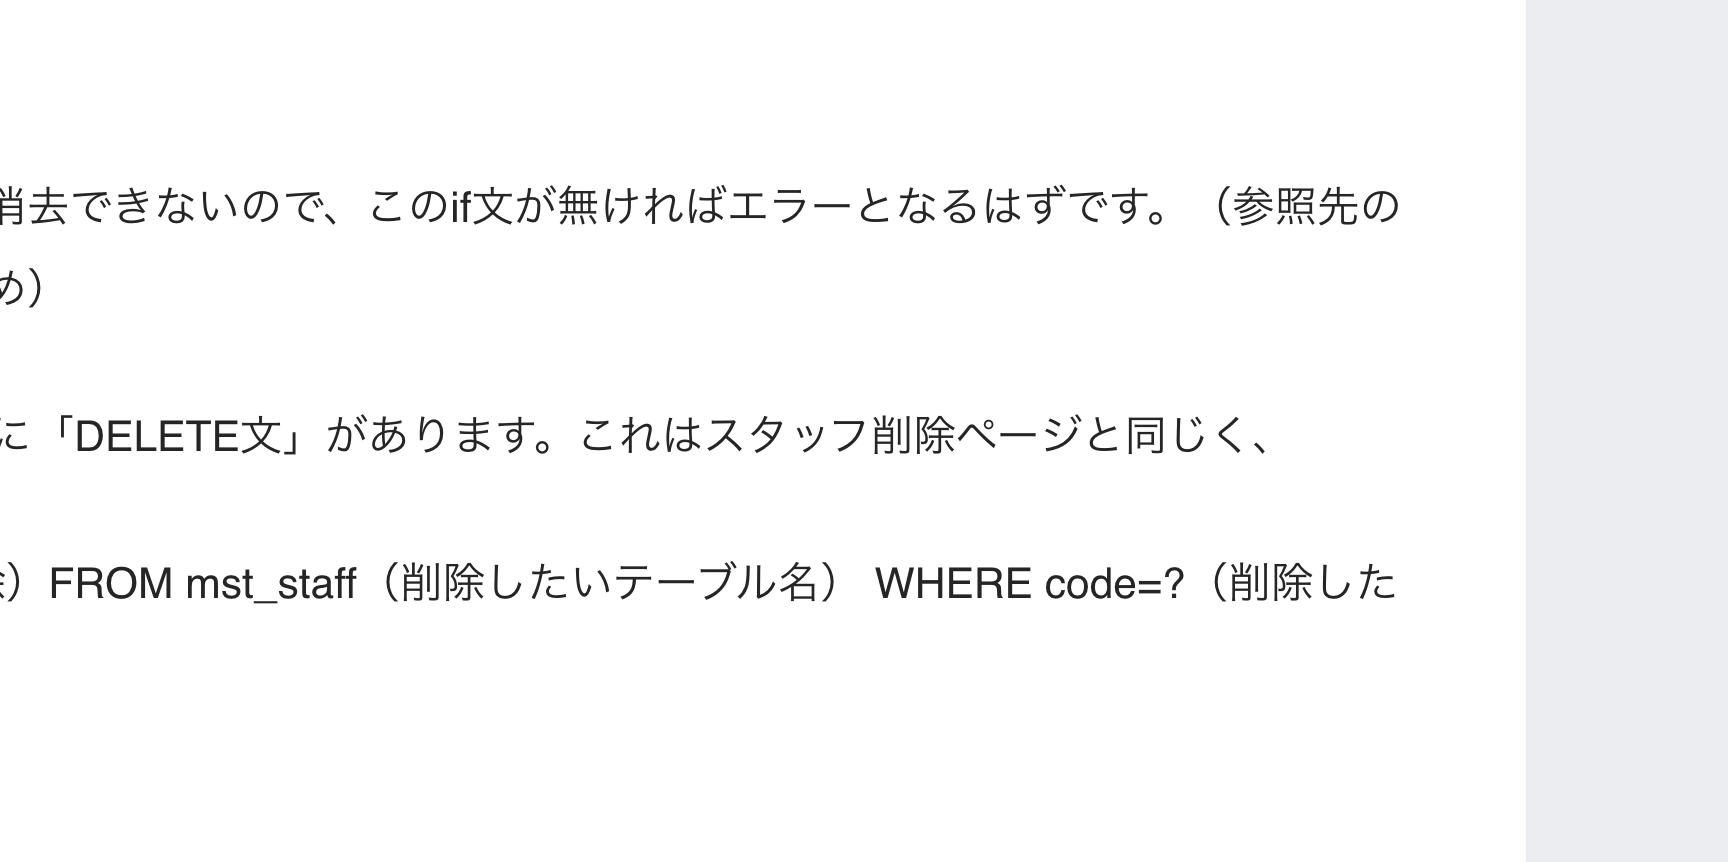 消去できないので、このif文が無ければエラーとなるはずです。（参照先の
め）
に「DELETE文」があります。これはスタッフ削除ページと同じく、
）FROM mst_staff（削除したいテーブル名） WHERE code=?（削除した